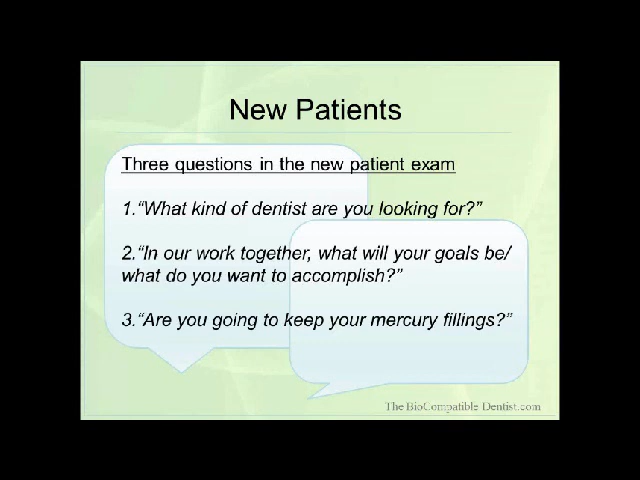 New Patients
Three questions in the new patient exam
1.“What kind of dentist are you looking for?”
2.“In our work together, what will your goals be/
what do you want to accomplish?”
3.“Are you going to keep your mercury fillings?”
The BioCompatible Dentist.com